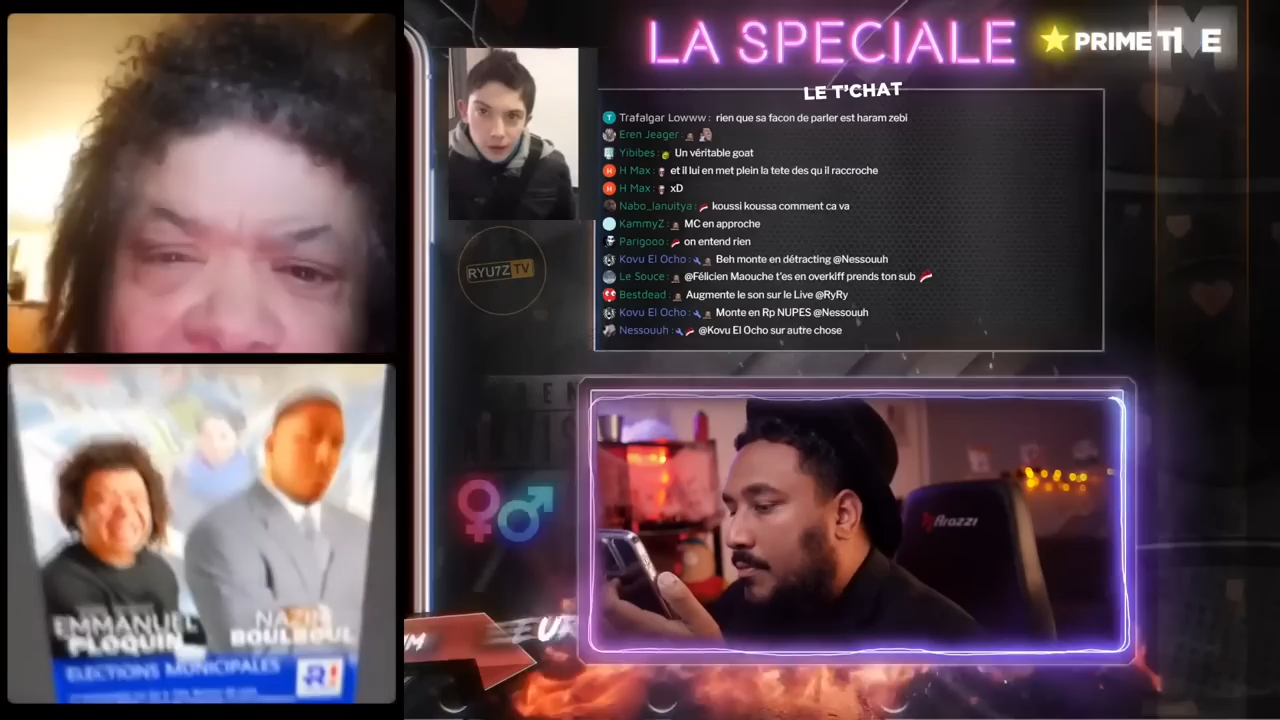 LA SPECIALE
PRIME TIME
LE T'CHAT
Trafalgar Lowww : rien que sa facon de parler est haram zebi
Eren Jeager :
Yibibes : Un véritable goat
H Max : et il lui en met plein la tete des qu il raccroche
H Max : xD
Nabo_lanuitya : koussi koussa comment ca va
KammyZ : MC en approche
Parigooo : on entend rien
Kovu El Ocho : Beh monte en détracting @Nessouuh
Le Souce : @Félicien Maouche t'es en overkiff prends ton sub
Bestdead : Augmente le son sur le Live @RyRy
Kovu El Ocho : Monte en Rp NUPES @Nessouuh
Nessouuh : @Kovu El Ocho sur autre chose
RYU7Z TV
Arozzi
EMMANUEL
PLOQUIN
NAZIM
BOULBOUL
ELECTIONS MUNICIPALES
R!